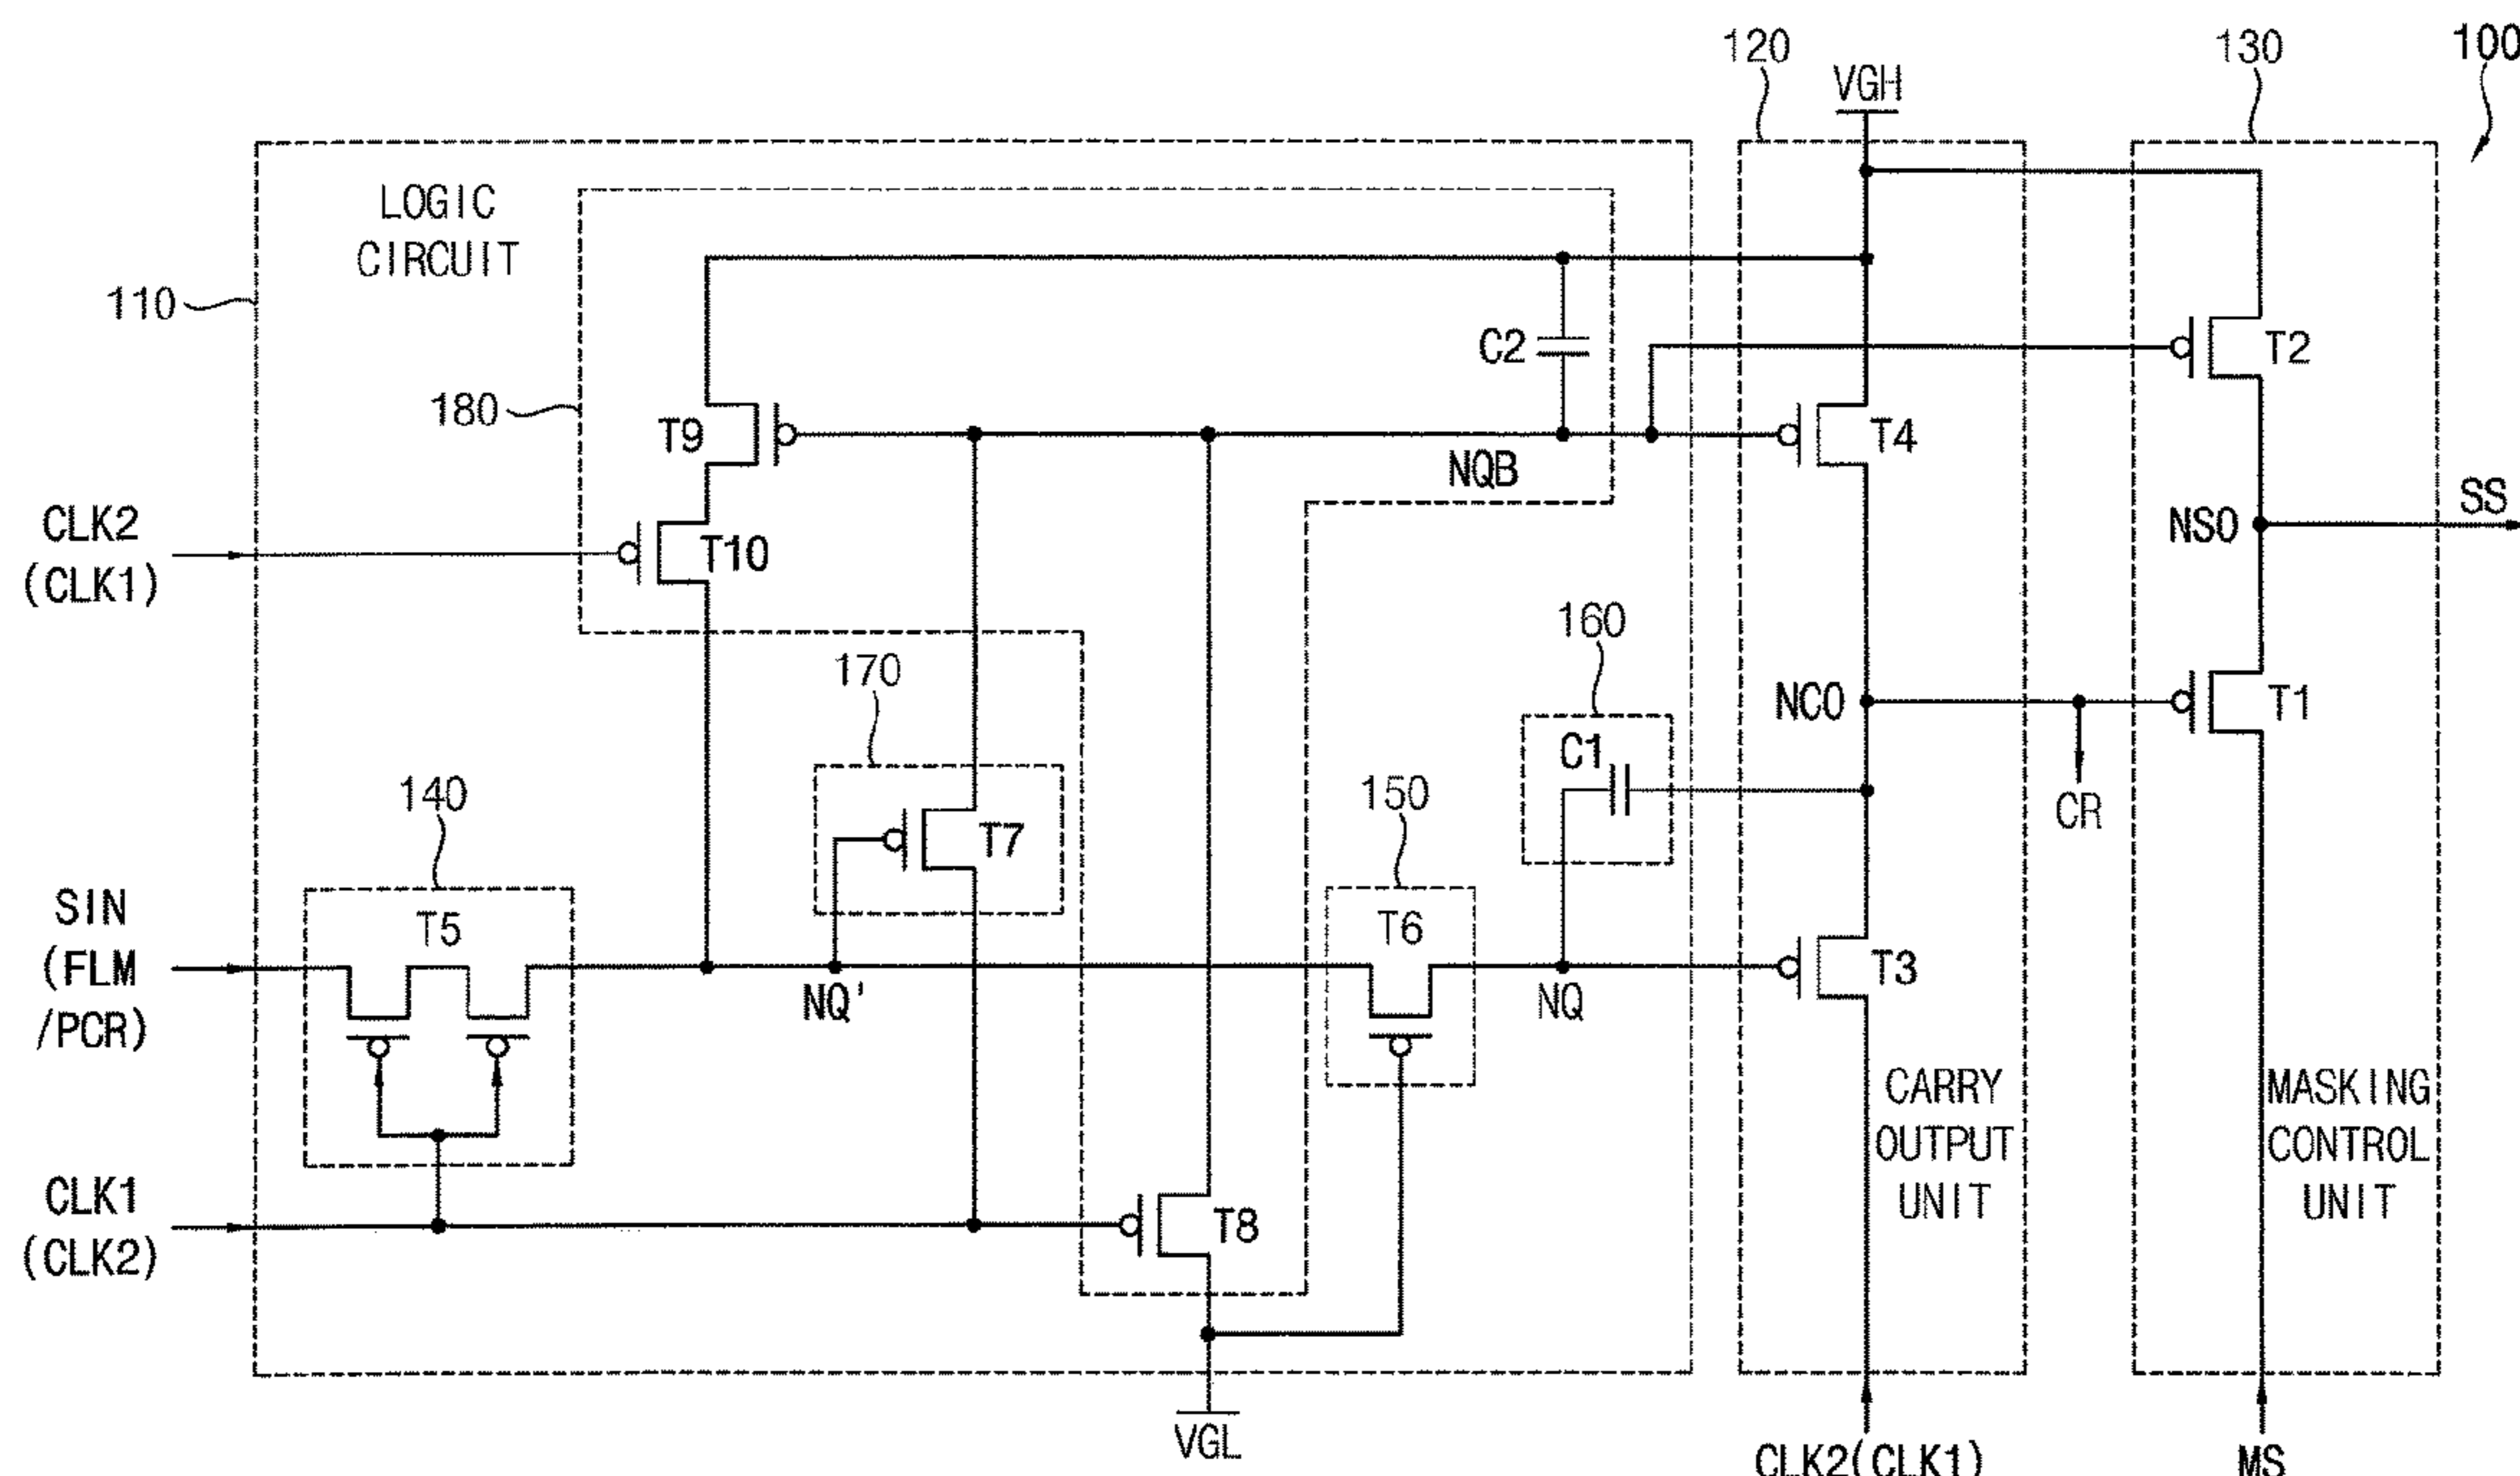 120
130
100
VGH
LOGIC
CIRCUIT
110
C2
T2
180
T9
T4
NQB
CLK2
(CLK1)
T10
NSO
SS
160
170
NCO
T1
C1
140
150
CR
T7
SIN
(FLM
/PCR)
T5
T6
T3
NQ'
NQ
CARRY
OUTPUT
UNIT
MASKING
CONTROL
UNIT
CLK1
(CLK2)
T8
VGL
CLK2(CLK1)
MS